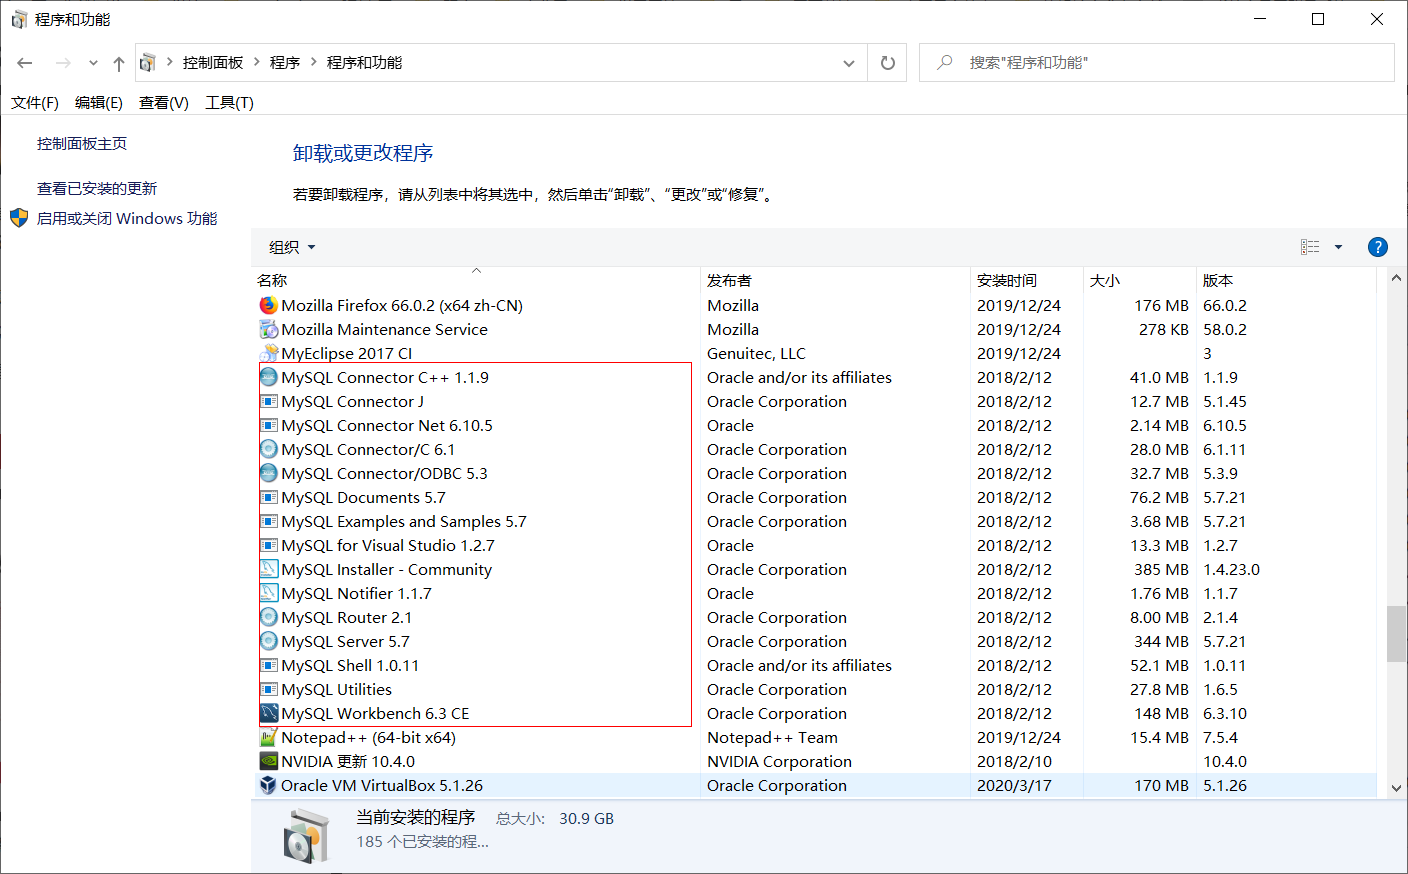 程序和功能
控制面板 程序 程序和功能 搜索"程序和功能"
文件(F) 编辑(E) 查看(V) 工具(T)
控制面板主页
查看已安装的更新
启用或关闭 Windows 功能
卸载或更改程序
若要卸载程序，请从列表中将其选中，然后单击“卸载”、“更改”或“修复”。
组织
名称 发布者 安装时间 大小 版本
Mozilla Firefox 66.0.2 (x64 zh-CN) Mozilla 2019/12/24 176 MB 66.0.2
Mozilla Maintenance Service Mozilla 2019/12/24 278 KB 58.0.2
MyEclipse 2017 CI Genuitec, LLC 2019/12/24 3
MySQL Connector C++ 1.1.9 Oracle and/or its affiliates 2018/2/12 41.0 MB 1.1.9
MySQL Connector J Oracle Corporation 2018/2/12 12.7 MB 5.1.45
MySQL Connector Net 6.10.5 Oracle 2018/2/12 2.14 MB 6.10.5
MySQL Connector/C 6.1 Oracle Corporation 2018/2/12 28.0 MB 6.1.11
MySQL Connector/ODBC 5.3 Oracle Corporation 2018/2/12 32.7 MB 5.3.9
MySQL Documents 5.7 Oracle Corporation 2018/2/12 76.2 MB 5.7.21
MySQL Examples and Samples 5.7 Oracle Corporation 2018/2/12 3.68 MB 5.7.21
MySQL for Visual Studio 1.2.7 Oracle 2018/2/12 13.3 MB 1.2.7
MySQL Installer - Community Oracle Corporation 2018/2/12 385 MB 1.4.23.0
MySQL Notifier 1.1.7 Oracle 2018/2/12 1.76 MB 1.1.7
MySQL Router 2.1 Oracle Corporation 2018/2/12 8.00 MB 2.1.4
MySQL Server 5.7 Oracle Corporation 2018/2/12 344 MB 5.7.21
MySQL Shell 1.0.11 Oracle and/or its affiliates 2018/2/12 52.1 MB 1.0.11
MySQL Utilities Oracle Corporation 2018/2/12 27.8 MB 1.6.5
MySQL Workbench 6.3 CE Oracle Corporation 2018/2/12 148 MB 6.3.10
Notepad++ (64-bit x64) Notepad++ Team 2019/12/24 15.4 MB 7.5.4
NVIDIA 更新 10.4.0 NVIDIA Corporation 2018/2/10 10.4.0
Oracle VM VirtualBox 5.1.26 Oracle Corporation 2020/3/17 170 MB 5.1.26
当前安装的程序 总大小: 30.9 GB
185 个已安装的程...